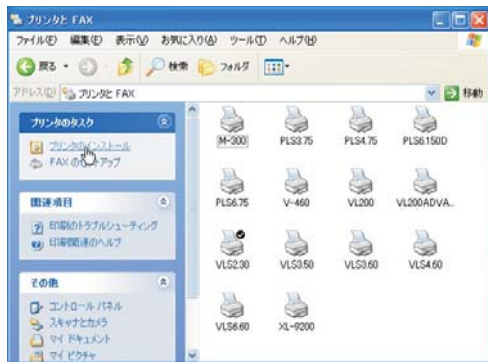 プリンタと FAX
ファイル(F) 編集(E) 表示(V) お気に入り(A) ツール(T) ヘルプ(H)
戻る 検索 フォルダ
アドレス(D) プリンタと FAX 移動
プリンタのタスク
プリンタのインストール
FAX のセットアップ
関連項目
印刷のトラブルシューティング
印刷関連のヘルプ
その他
コントロール パネル
スキャナとカメラ
マイ ドキュメント
マイ ピクチャ
M-300 PLS3.75 PLS4.75 PLS6.150D
PLS6.75 V-460 VL200 VL200ADVA...
VLS2.30 VLS3.50 VLS3.60 VLS4.60
VLS6.60 XL-9200